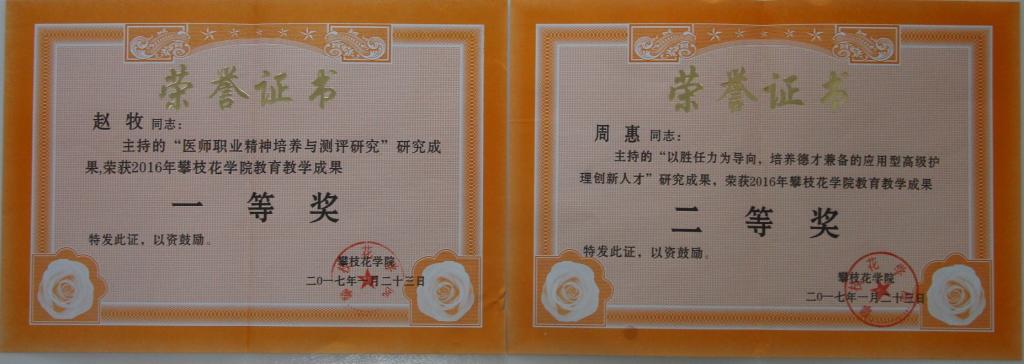 荣誉证书
赵 牧 同志：
主持的“医师职业精神培养与测评研究”研究成
果,荣获2016年攀枝花学院教育教学成果
一 等 奖
特发此证，以资鼓励。
攀枝花学院
二〇一七年一月二十三日
荣誉证书
周 惠 同志：
主持的“以胜任力为导向，培养德才兼备的应用型高级护
理创新人才”研究成果，荣获2016年攀枝花学院教育教学成果
二 等 奖
特发此证，以资鼓励。
攀枝花学院
二〇一七年一月二十三日